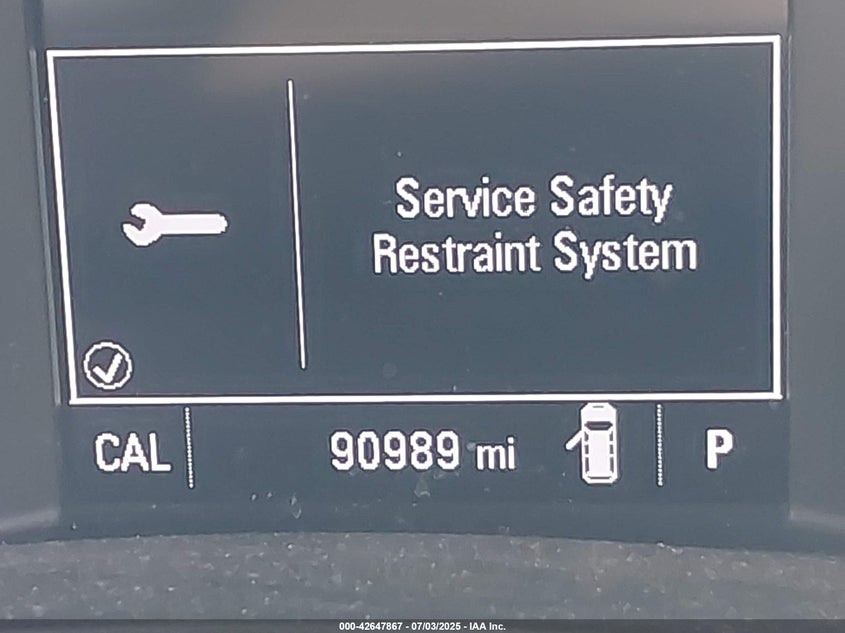 Service Safety
Restraint System
CAL
90989 mi
P
000-42647867 - 07/03/2025 - IAA Inc.